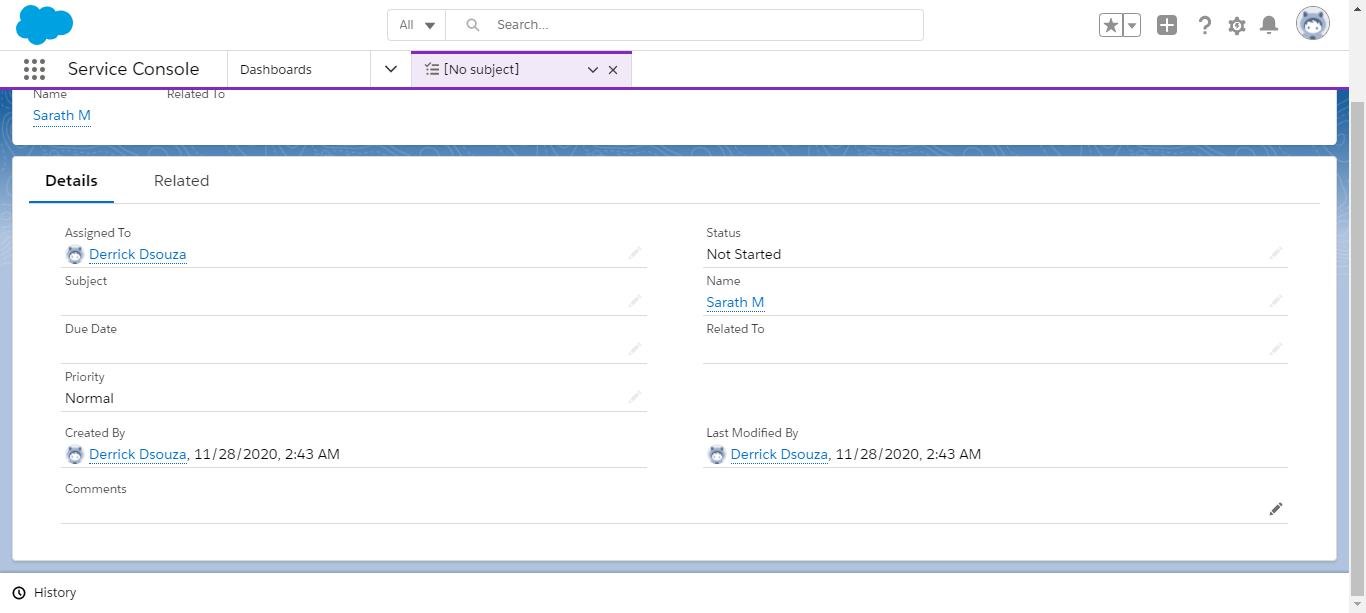 All Search...
Service Console Dashboards [No subject]
Name Related To
Sarath M
Details Related
Assigned To Status
Derrick Dsouza Not Started
Subject Name
Sarath M
Due Date Related To
Priority
Normal
Created By Last Modified By
Derrick Dsouza, 11/28/2020, 2:43 AM Derrick Dsouza, 11/28/2020, 2:43 AM
Comments
History